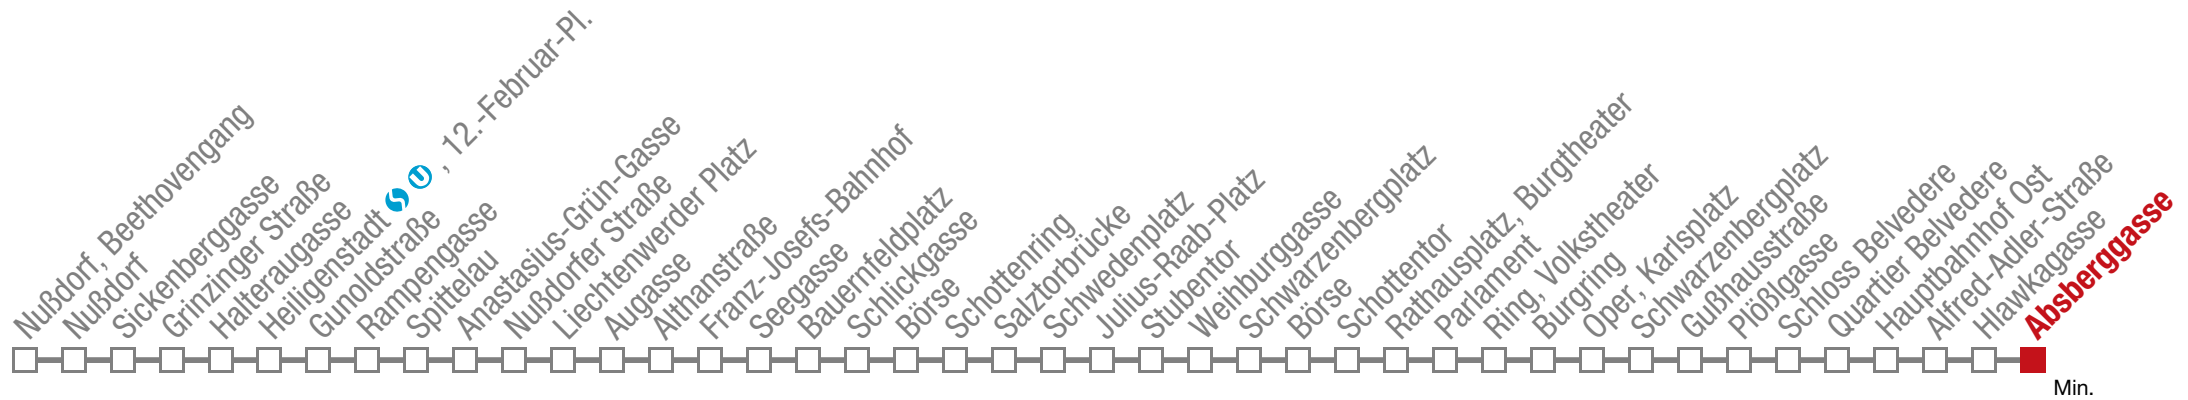 Nußdorf, Beethovengang
Nußdorf
Sickenberggasse
Grinzinger Straße
Halteraugasse
Heiligenstadt S U , 12.-Februar-Pl.
Gunoldstraße
Rampengasse
Spittelau
Anastasius-Grün-Gasse
Nußdorfer Straße
Liechtenwerder Platz
Augasse
Althanstraße
Franz-Josefs-Bahnhof
Seegasse
Bauernfeldplatz
Schlickgasse
Börse
Schottenring
Salztorbrücke
Schwedenplatz
Julius-Raab-Platz
Stubentor
Weihburggasse
Schwarzenbergplatz
Börse
Schottentor
Rathausplatz, Burgtheater
Parlament
Ring, Volkstheater
Burgring
Oper, Karlsplatz
Schwarzenbergplatz
Gußhausstraße
Plößlgasse
Schloss Belvedere
Quartier Belvedere
Hauptbahnhof Ost
Alfred-Adler-Straße
Hlawkagasse
Absberggasse
Min.